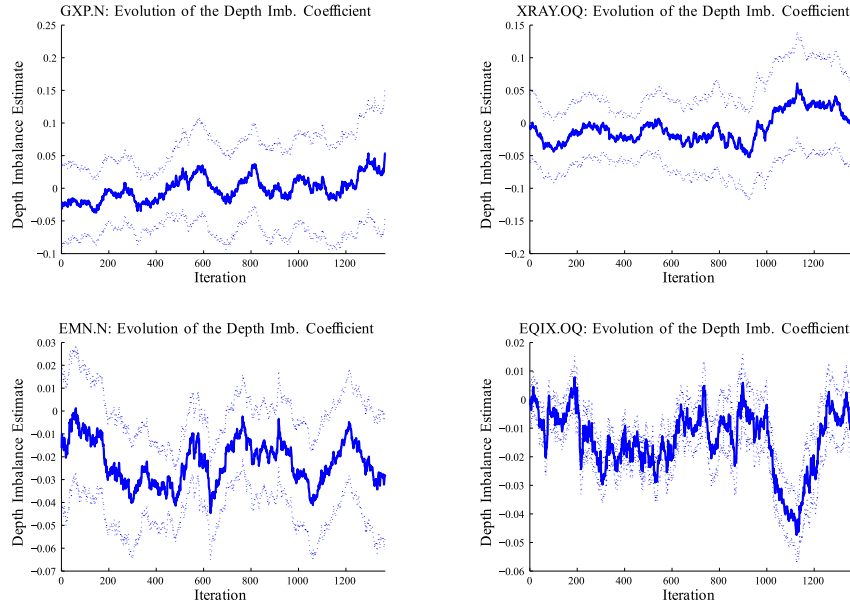 GXP.N: Evolution of the Depth Imb. Coefficient
0.25
0.2
0.15
0.1
0.05
0
−0.05
−0.1
Depth Imbalance Estimate
0 200 400 600 800 1000 1200
Iteration
XRAY.OQ: Evolution of the Depth Imb. Coefficient
0.15
0.1
0.05
0
−0.05
−0.1
−0.15
−0.2
Depth Imbalance Estimate
0 200 400 600 800 1000 1200
Iteration
EMN.N: Evolution of the Depth Imb. Coefficient
0.03
0.02
0.01
0
−0.01
−0.02
−0.03
−0.04
−0.05
−0.06
−0.07
Depth Imbalance Estimate
0 200 400 600 800 1000 1200
Iteration
EQIX.OQ: Evolution of the Depth Imb. Coefficient
0.02
0.01
0
−0.01
−0.02
−0.03
−0.04
−0.05
−0.06
Depth Imbalance Estimate
0 200 400 600 800 1000 1200
Iteration